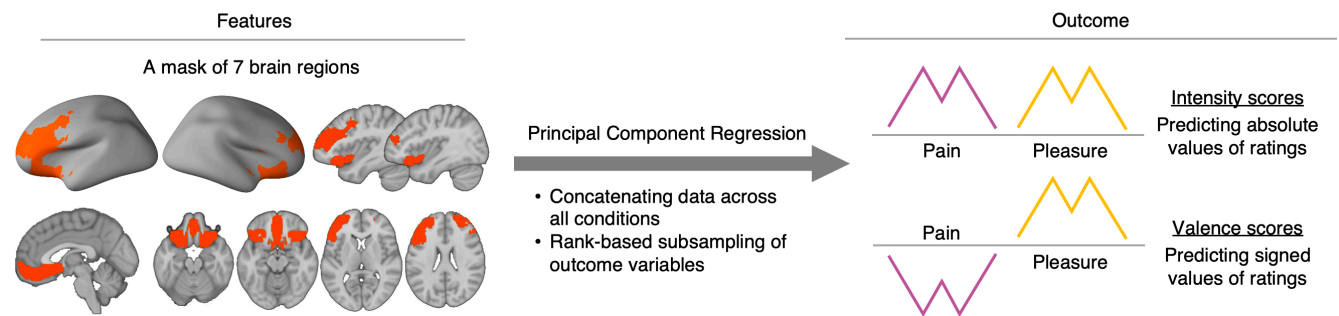 Features
A mask of 7 brain regions
Principal Component Regression
• Concatenating data across
all conditions
• Rank-based subsampling of
outcome variables
Outcome
Pain
Pleasure
Intensity scores
Predicting absolute
values of ratings
Pain
Pleasure
Valence scores
Predicting signed
values of ratings